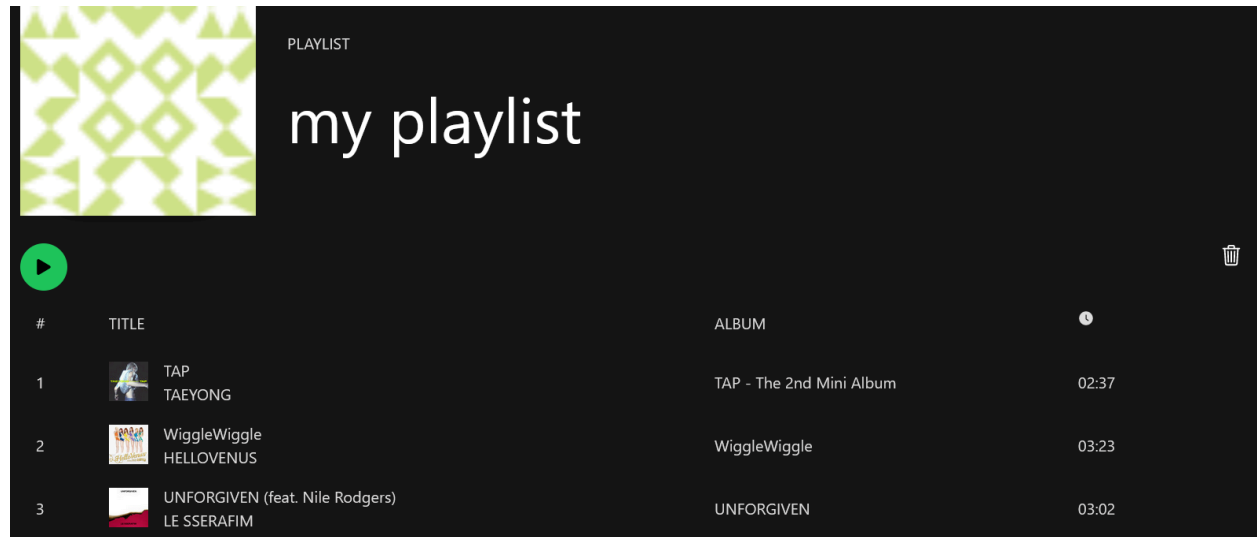 PLAYLIST
my playlist
# TITLE ALBUM
1 TAP TAP - The 2nd Mini Album 02:37
TAEYONG
2 WiggleWiggle WiggleWiggle 03:23
HELLOVENUS
3 UNFORGIVEN (feat. Nile Rodgers) UNFORGIVEN 03:02
LE SSERAFIM